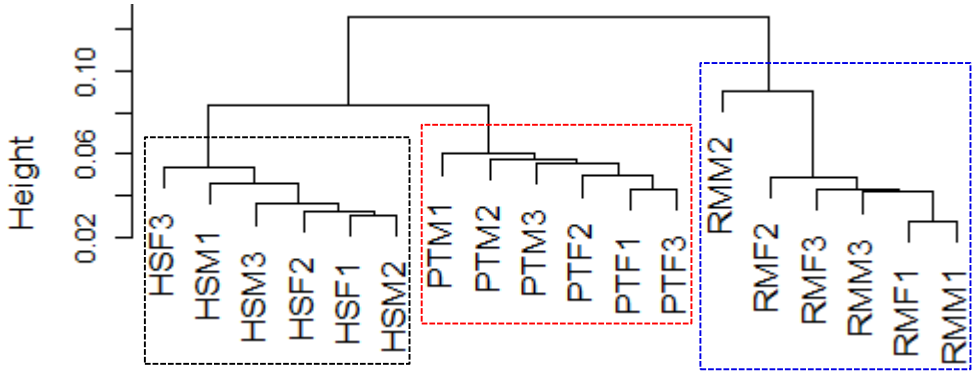 Height
0.10
0.06
0.02
HSF3
HSM1
HSM3
HSF2
HSF1
HSM2
PTM1
PTM2
PTM3
PTF2
PTF1
PTF3
RMM2
RMF2
RMF3
RMM3
RMF1
RMM1